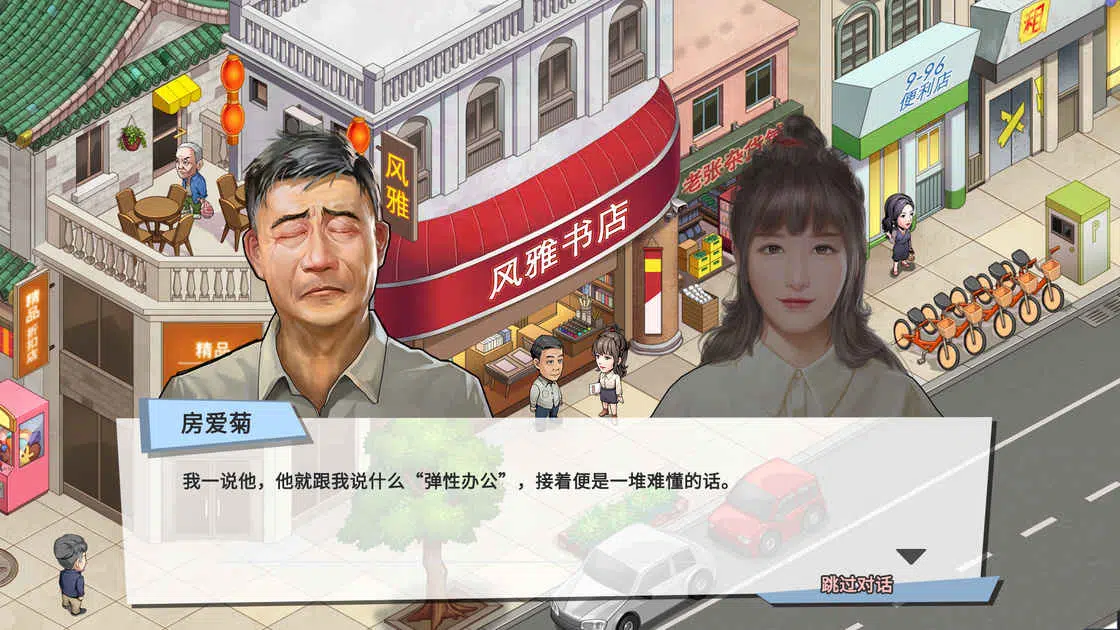 租
9-96
便利店
风雅
老张杂货铺
风雅书店
精品折扣店
精品
房爱菊
我一说他，他就跟我说什么“弹性办公”，接着便是一堆难懂的话。
跳过对话